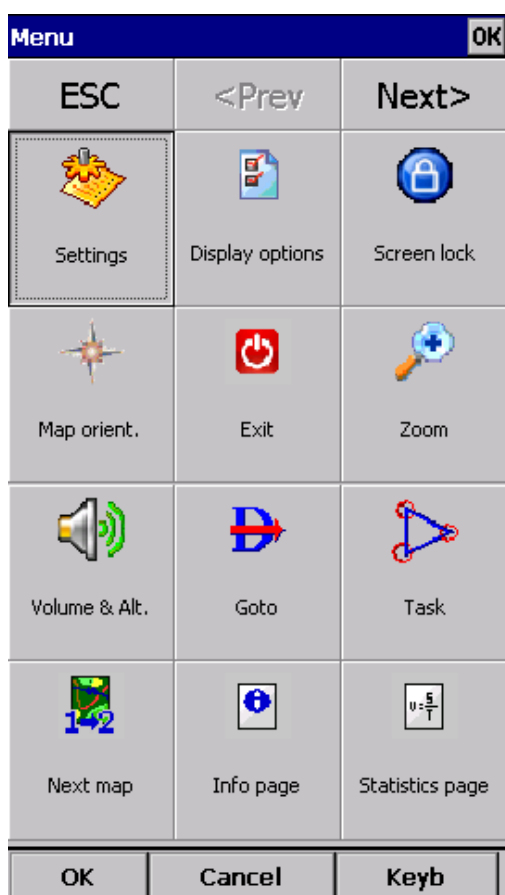 Menu OK
ESC <Prev Next>
Settings Display options Screen lock
Map orient. Exit Zoom
Volume & Alt. Goto Task
1→2
Next map Info page Statistics page
OK Cancel Keyb